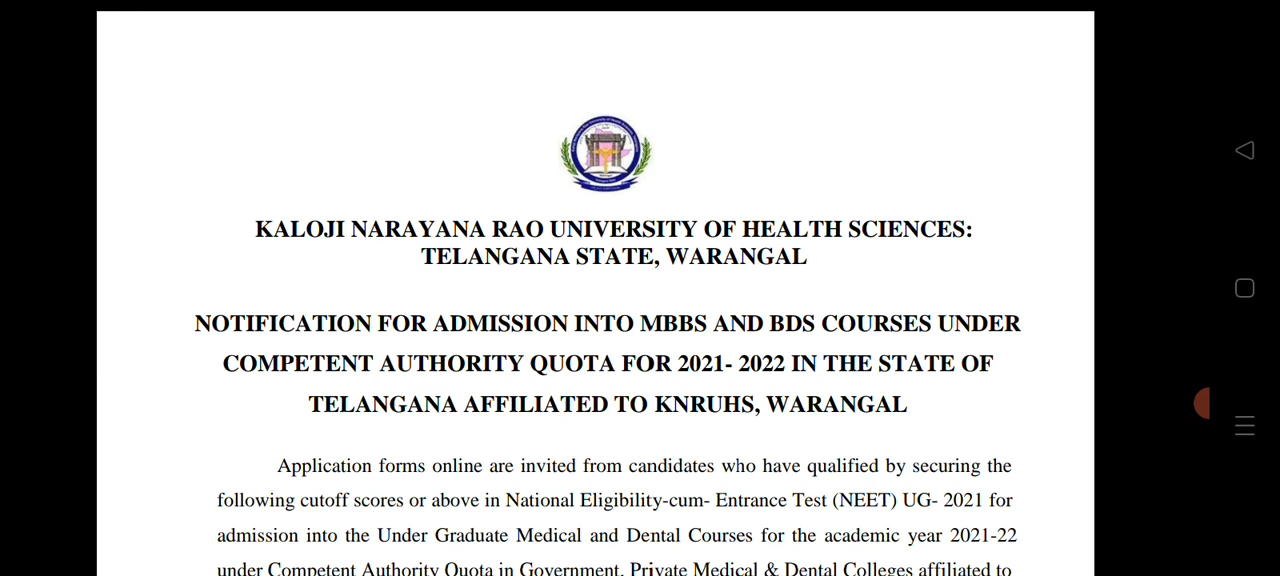 KALOJI NARAYANA RAO UNIVERSITY OF HEALTH SCIENCES:
TELANGANA STATE, WARANGAL
NOTIFICATION FOR ADMISSION INTO MBBS AND BDS COURSES UNDER
COMPETENT AUTHORITY QUOTA FOR 2021- 2022 IN THE STATE OF
TELANGANA AFFILIATED TO KNRUHS, WARANGAL
Application forms online are invited from candidates who have qualified by securing the
following cutoff scores or above in National Eligibility-cum- Entrance Test (NEET) UG- 2021 for
admission into the Under Graduate Medical and Dental Courses for the academic year 2021-22
under Competent Authority Quota in Government, Private Medical & Dental Colleges affiliated to